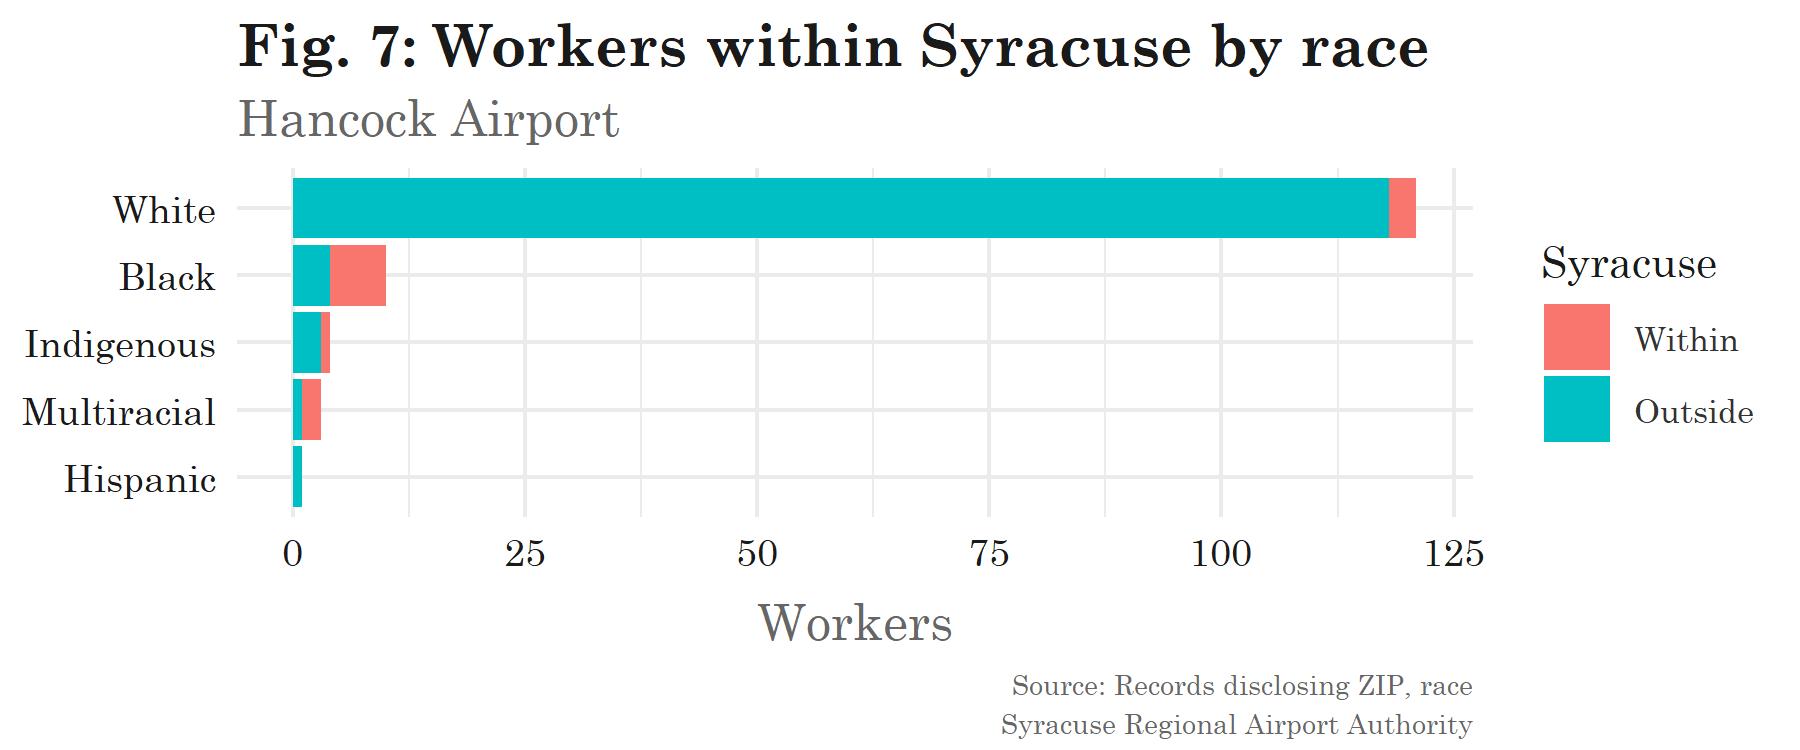 Fig. 7: Workers within Syracuse by race
Hancock Airport
White
Black
Indigenous
Multiracial
Hispanic
0 25 50 75 100 125
Workers
Syracuse
Within
Outside
Source: Records disclosing ZIP, race
Syracuse Regional Airport Authority